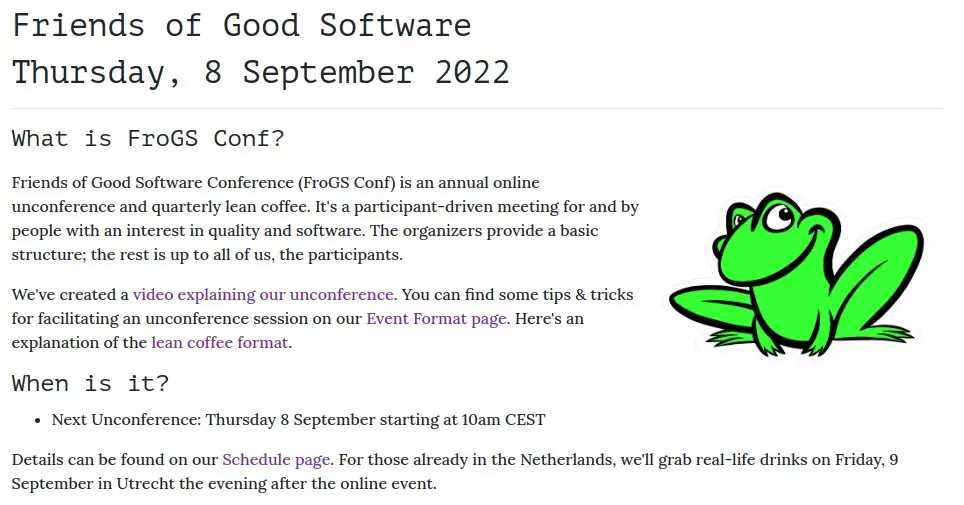 Friends of Good Software
Thursday, 8 September 2022
What is FroGS Conf?
Friends of Good Software Conference (FroGS Conf) is an annual online
unconference and quarterly lean coffee. It's a participant-driven meeting for and by
people with an interest in quality and software. The organizers provide a basic
structure; the rest is up to all of us, the participants.
We've created a video explaining our unconference. You can find some tips & tricks
for facilitating an unconference session on our Event Format page. Here's an
explanation of the lean coffee format.
When is it?
• Next Unconference: Thursday 8 September starting at 10am CEST
Details can be found on our Schedule page. For those already in the Netherlands, we'll grab real-life drinks on Friday, 9
September in Utrecht the evening after the online event.